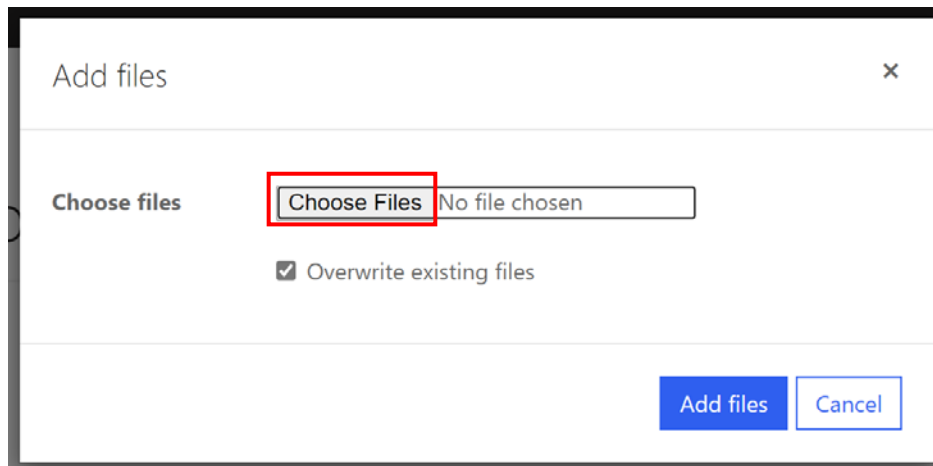 Add files ×
Choose files Choose Files No file chosen
Overwrite existing files
Add files Cancel